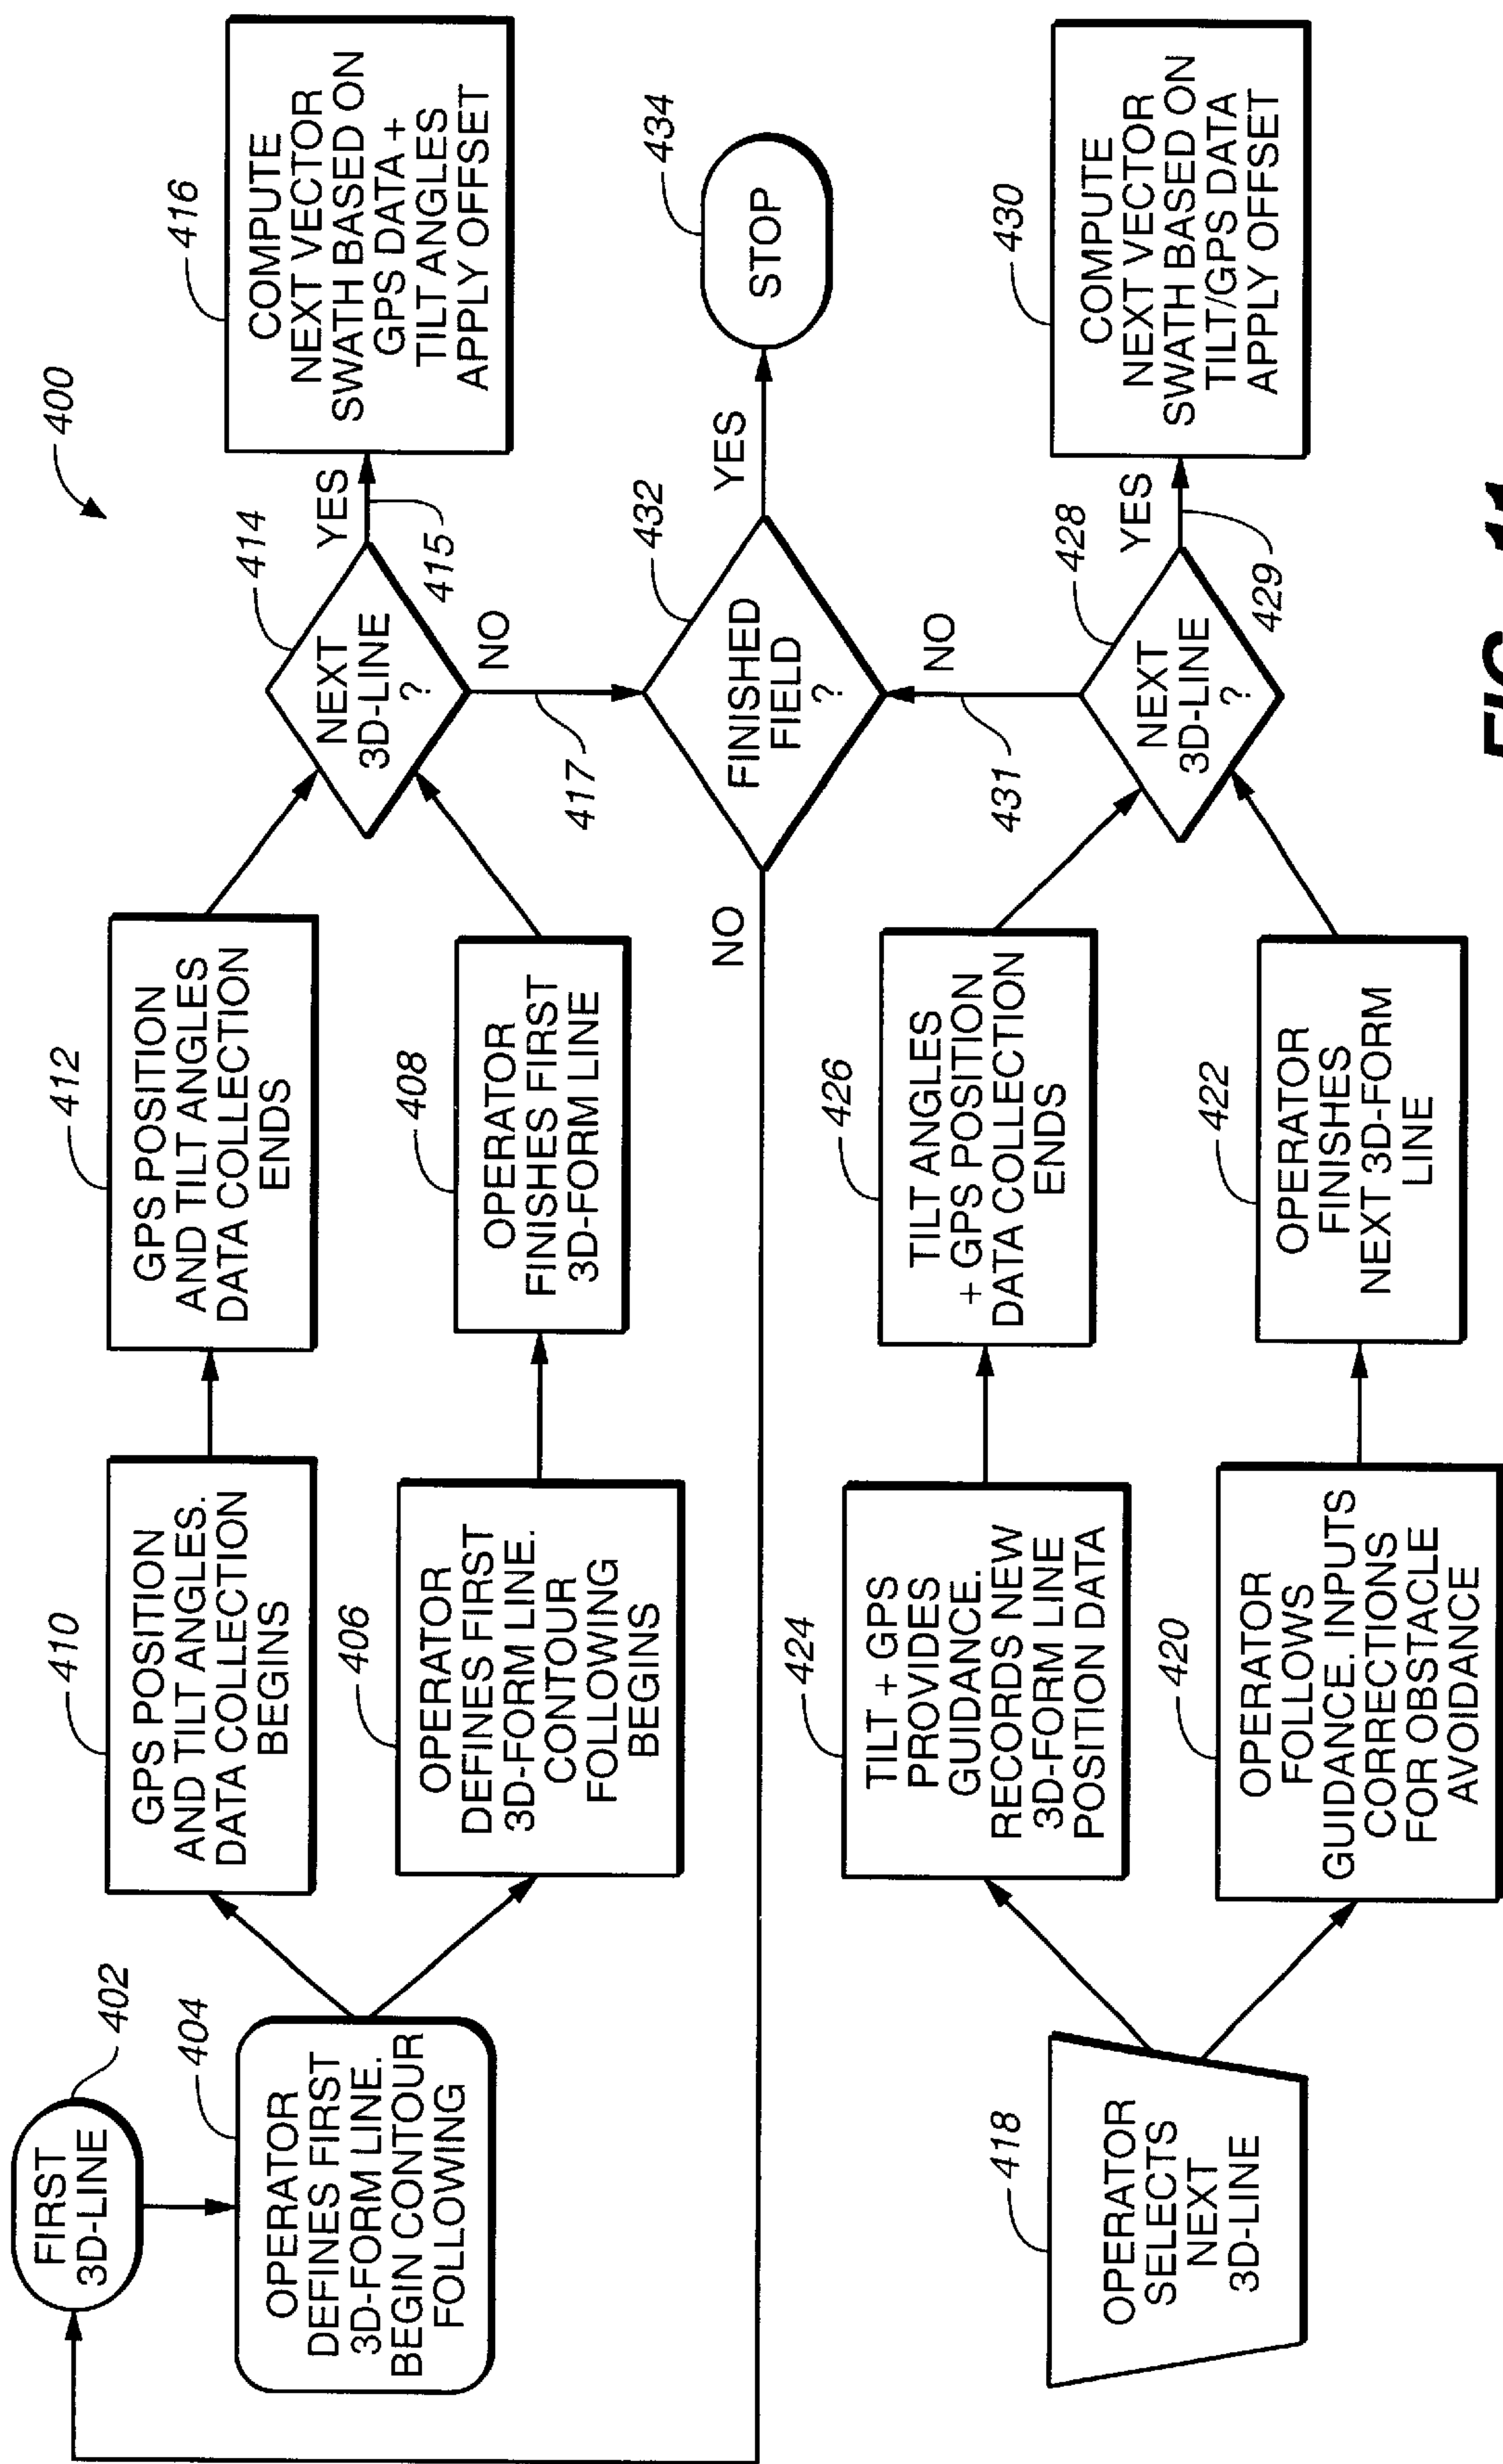 400
FIRST
3D-LINE
402
OPERATOR
DEFINES FIRST
3D-FORM LINE.
BEGIN CONTOUR
FOLLOWING
404
GPS POSITION
AND TILT ANGLES.
DATA COLLECTION
BEGINS
410
OPERATOR
DEFINES FIRST
3D-FORM LINE.
CONTOUR
FOLLOWING
BEGINS
406
GPS POSITION
AND TILT ANGLES
DATA COLLECTION
ENDS
412
OPERATOR
FINISHES FIRST
3D-FORM LINE
408
NEXT
3D-LINE
?
414
YES
415
NO
417
COMPUTE
NEXT VECTOR
SWATH BASED ON
GPS DATA +
TILT ANGLES
APPLY OFFSET
416
FINISHED
FIELD
?
432
NO
YES
STOP
434
OPERATOR
SELECTS
NEXT
3D-LINE
418
TILT + GPS
PROVIDES
GUIDANCE.
RECORDS NEW
3D-FORM LINE
POSITION DATA
424
OPERATOR
FOLLOWS
GUIDANCE. INPUTS
CORRECTIONS
FOR OBSTACLE
AVOIDANCE
420
TILT ANGLES
+ GPS POSITION
DATA COLLECTION
ENDS
426
OPERATOR
FINISHES
NEXT 3D-FORM
LINE
422
NEXT
3D-LINE
?
428
NO
431
YES
429
COMPUTE
NEXT VECTOR
SWATH BASED ON
TILT/GPS DATA
APPLY OFFSET
430